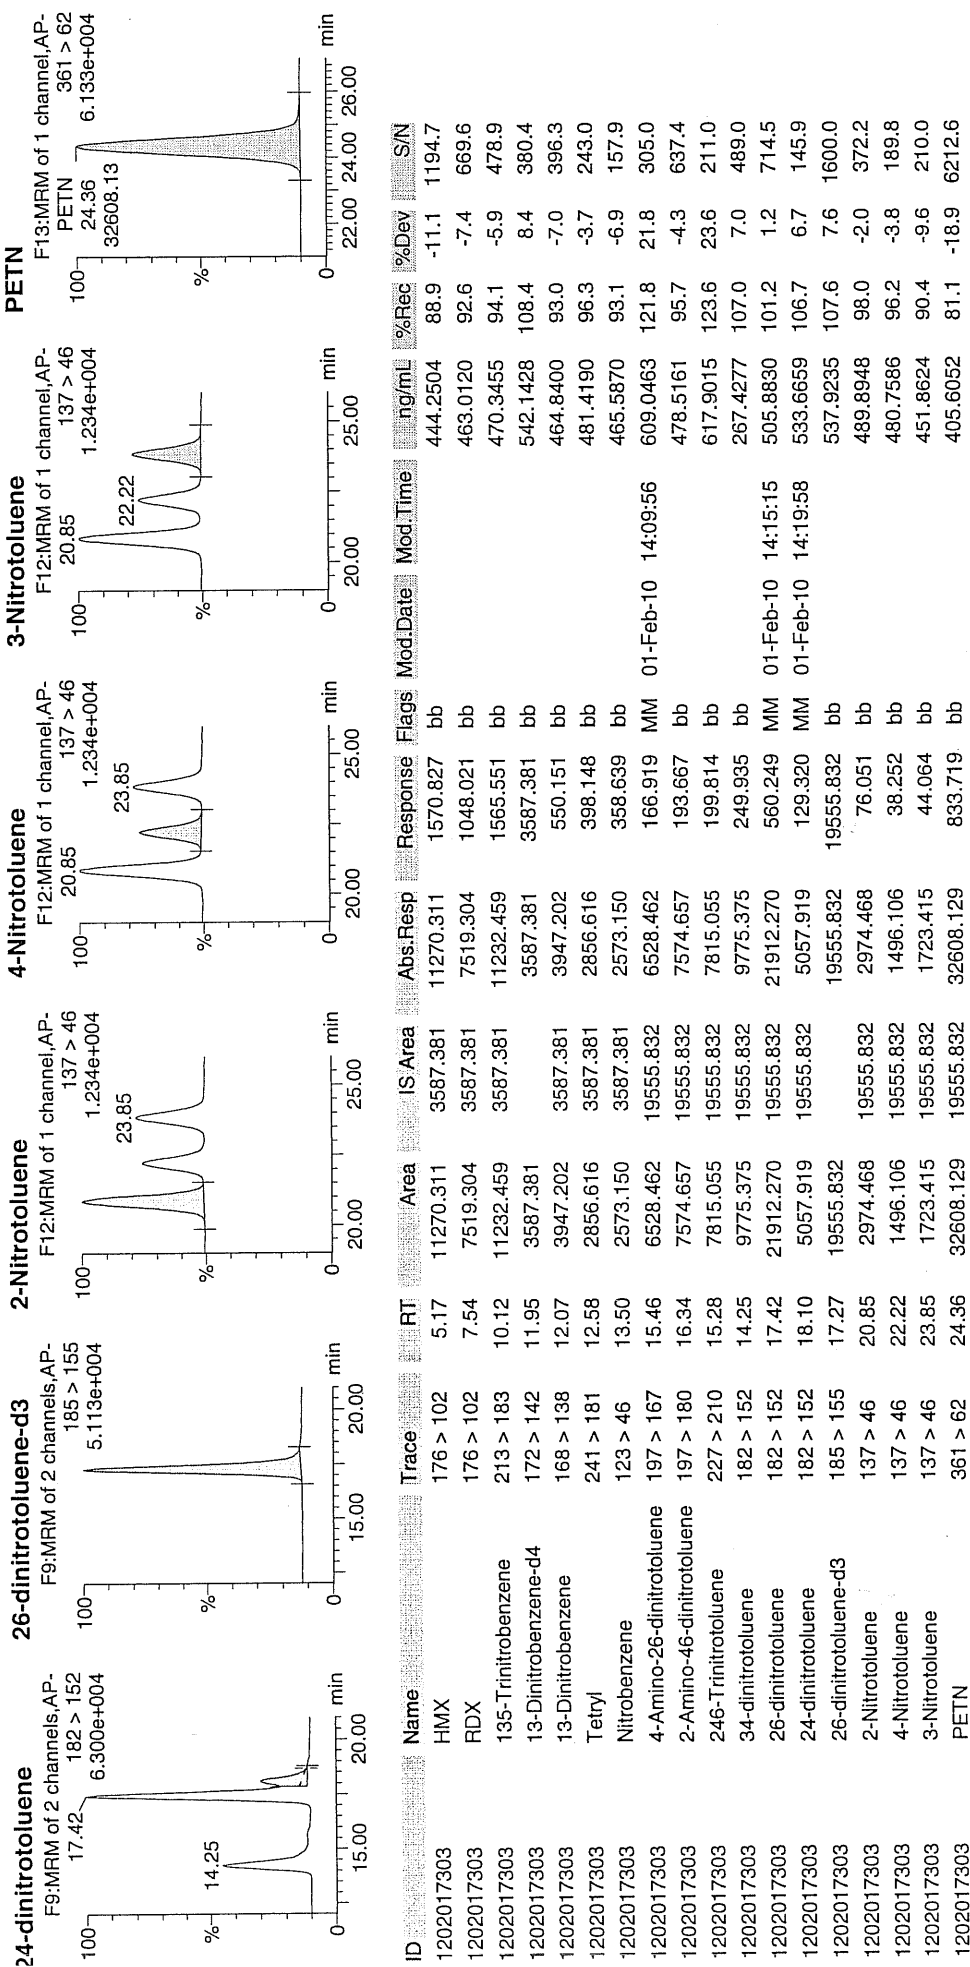 24-dinitrotoluene
F9:MRM of 2 channels,AP-
182 > 152
6.300e+004
17.42
14.25
100
%
0
15.00
20.00
min
26-dinitrotoluene-d3
F9:MRM of 2 channels,AP-
185 > 155
5.113e+004
100
%
0
15.00
20.00
min
2-Nitrotoluene
F12:MRM of 1 channel,AP-
137 > 46
1.234e+004
23.85
100
%
0
20.00
25.00
min
4-Nitrotoluene
F12:MRM of 1 channel,AP-
137 > 46
1.234e+004
20.85
23.85
100
%
0
20.00
25.00
min
3-Nitrotoluene
F12:MRM of 1 channel,AP-
137 > 46
1.234e+004
20.85
22.22
100
%
0
20.00
25.00
min
PETN
F13:MRM of 1 channel,AP-
361 > 62
6.133e+004
PETN
24.36
32608.13
100
%
0
22.00
24.00
26.00
min
ID Name Trace RT Area IS Area Abs.Resp Response Flags Mod.Date Mod.Time ng/mL %Rec %Dev S/N
1202017303 HMX 176 > 102 5.17 11270.311 3587.381 11270.311 1570.827 bb 444.2504 88.9 -11.1 1194.7
1202017303 RDX 176 > 102 7.54 7519.304 3587.381 7519.304 1048.021 bb 463.0120 92.6 -7.4 669.6
1202017303 135-Trinitrobenzene 213 > 183 10.12 11232.459 3587.381 11232.459 1565.551 bb 470.3455 94.1 -5.9 478.9
1202017303 13-Dinitrobenzene-d4 172 > 142 11.95 3587.381 3587.381 3587.381 bb 542.1428 108.4 8.4 380.4
1202017303 13-Dinitrobenzene 168 > 138 12.07 3947.202 3587.381 3947.202 550.151 bb 464.8400 93.0 -7.0 396.3
1202017303 Tetryl 241 > 181 12.58 2856.616 3587.381 2856.616 398.148 bb 481.4190 96.3 -3.7 243.0
1202017303 Nitrobenzene 123 > 46 13.50 2573.150 3587.381 2573.150 358.639 bb 465.5870 93.1 -6.9 157.9
1202017303 4-Amino-26-dinitrotoluene 197 > 167 15.46 6528.462 19555.832 6528.462 166.919 MM 01-Feb-10 14:09:56 609.0463 121.8 21.8 305.0
1202017303 2-Amino-46-dinitrotoluene 197 > 180 16.34 7574.657 19555.832 7574.657 193.667 bb 478.5161 95.7 -4.3 637.4
1202017303 246-Trinitrotoluene 227 > 210 15.28 7815.055 19555.832 7815.055 199.814 bb 617.9015 123.6 23.6 211.0
1202017303 34-dinitrotoluene 182 > 152 14.25 9775.375 19555.832 9775.375 249.935 bb 267.4277 107.0 7.0 489.0
1202017303 26-dinitrotoluene 182 > 152 17.42 21912.270 19555.832 21912.270 560.249 MM 01-Feb-10 14:15:15 505.8830 101.2 1.2 714.5
1202017303 24-dinitrotoluene 182 > 152 18.10 5057.919 19555.832 5057.919 129.320 MM 01-Feb-10 14:19:58 533.6659 106.7 6.7 145.9
1202017303 26-dinitrotoluene-d3 185 > 155 17.27 19555.832 19555.832 19555.832 bb 537.9235 107.6 7.6 1600.0
1202017303 2-Nitrotoluene 137 > 46 20.85 2974.468 19555.832 2974.468 76.051 bb 489.8948 98.0 -2.0 372.2
1202017303 4-Nitrotoluene 137 > 46 22.22 1496.106 19555.832 1496.106 38.252 bb 480.7586 96.2 -3.8 189.8
1202017303 3-Nitrotoluene 137 > 46 23.85 1723.415 19555.832 1723.415 44.064 bb 451.8624 90.4 -9.6 210.0
1202017303 PETN 361 > 62 24.36 32608.129 19555.832 32608.129 833.719 bb 405.6052 81.1 -18.9 6212.6